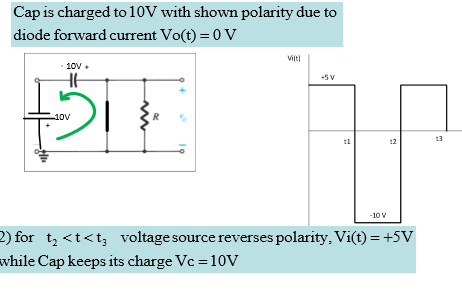 Cap is charged to 10V with shown polarity due to
diode forward current Vo(t) = 0 V
- 10V +
10V
+
R
+
Vi(t)
+5 V
t1
t2
t3
-10 V
2) for t₂ <t<t₃ voltage source reverses polarity, Vi(t) = +5V
while Cap keeps its charge Vc = 10V